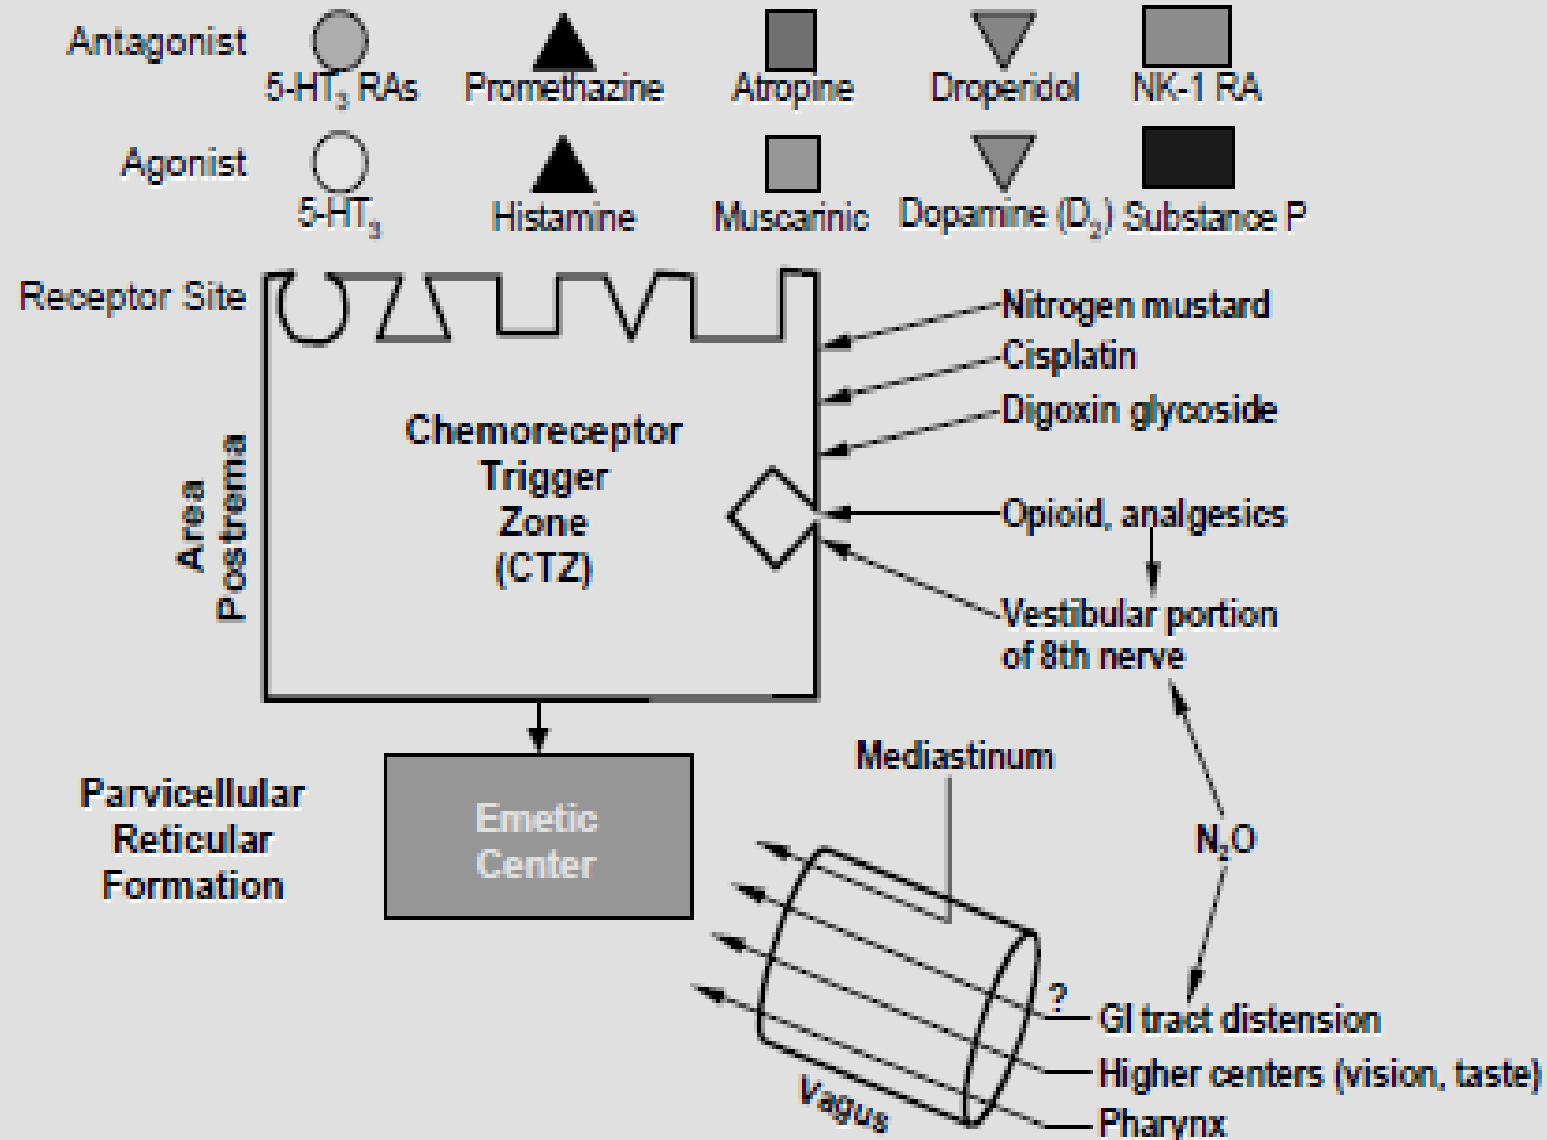 Antagonist
5-HT₃ RAs Promethazine Atropine Droperidol NK-1 RA
Agonist
5-HT₃ Histamine Muscarinic Dopamine (D₂) Substance P
Receptor Site
Nitrogen mustard
Cisplatin
Digoxin glycoside
Chemoreceptor
Trigger
Zone
(CTZ)
Area
Postrema
Opioid, analgesics
Vestibular portion
of 8th nerve
Mediastinum
Parvicellular
Reticular
Formation
Emetic
Center
N₂O
?
GI tract distension
Higher centers (vision, taste)
Pharynx
Vagus